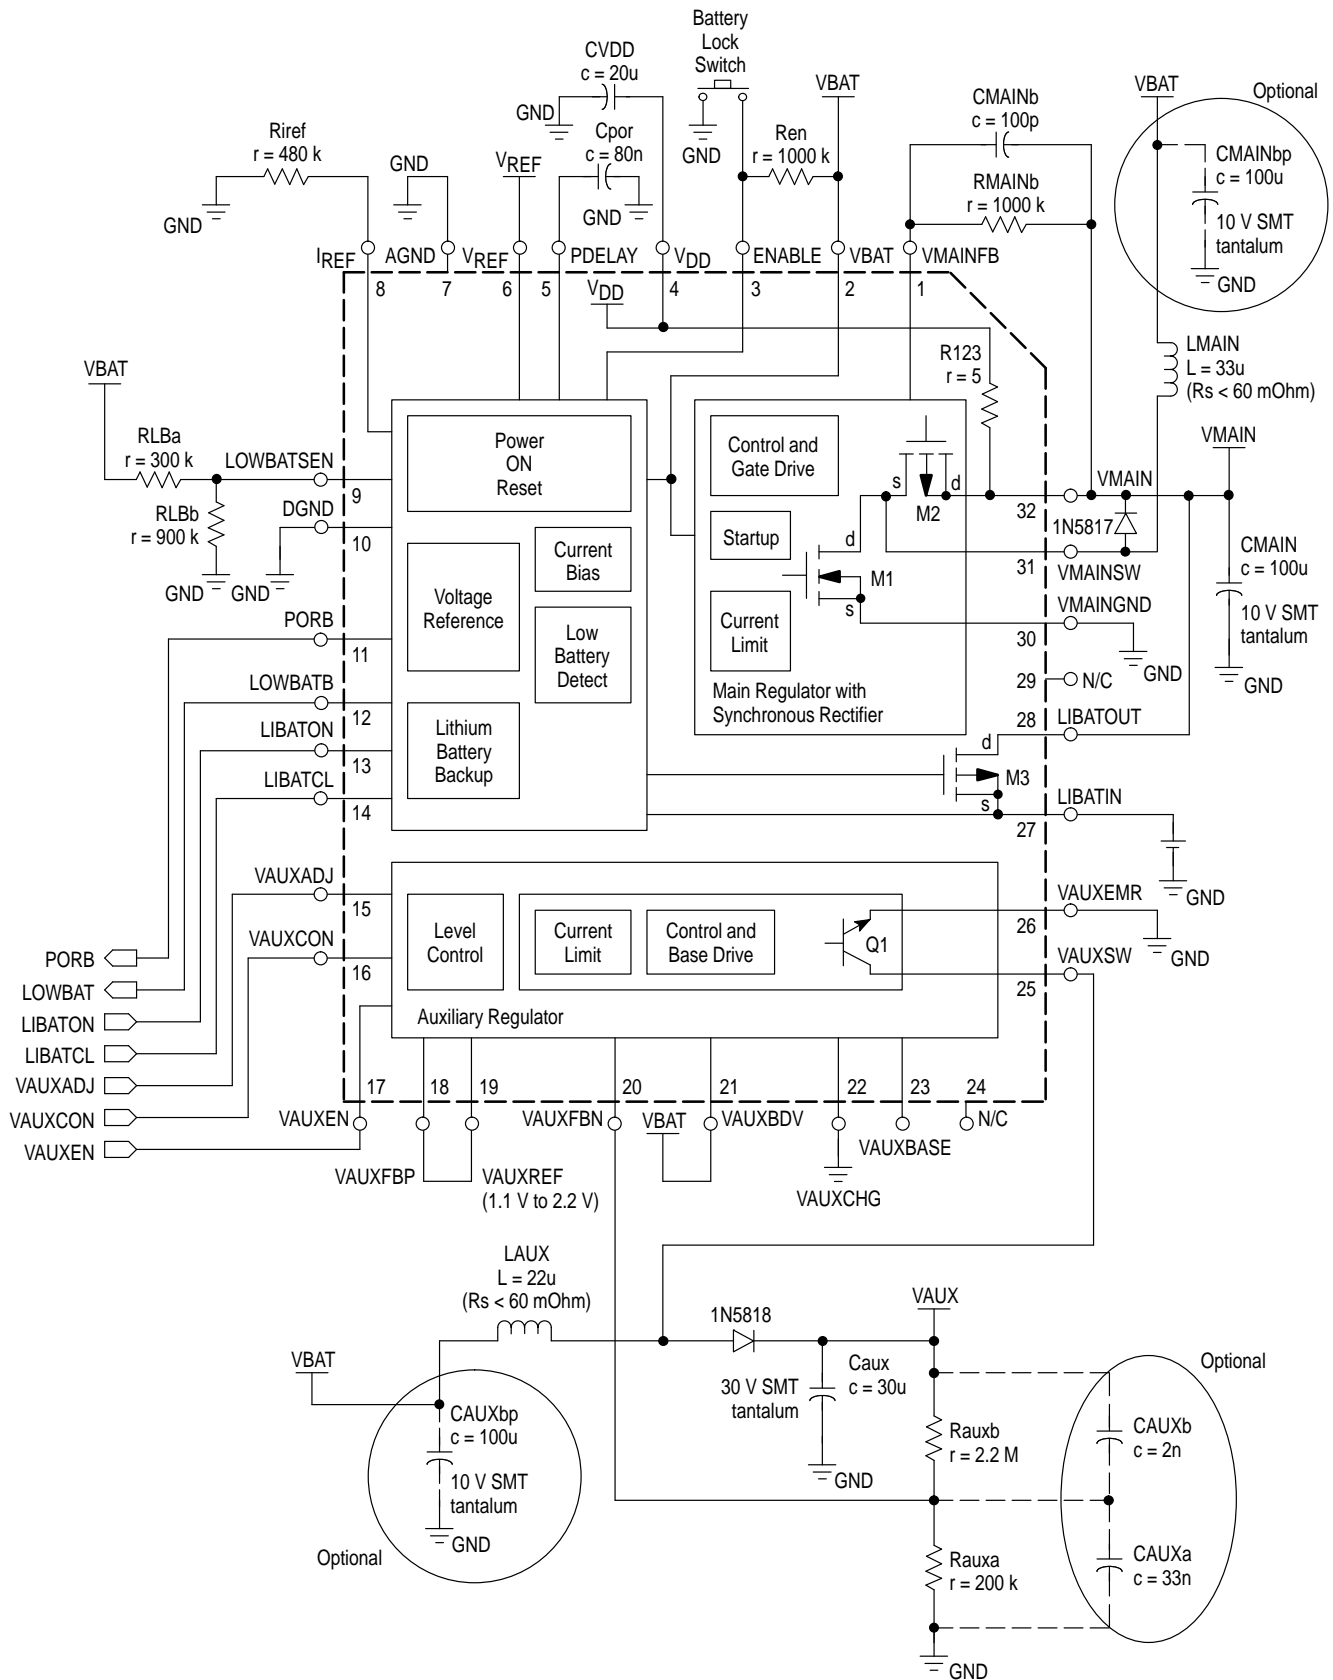 Battery
Lock
Switch
CVDD
c = 20u
GND
VBAT
CMAINb
c = 100p
VBAT
Optional
Riref
r = 480 k
GND
VREF
Cpor
c = 80n
GND
Ren
r = 1000 k
RMAINb
r = 1000 k
CMAINbp
c = 100u
10 V SMT
tantalum
GND
GND
GND
IREF
AGND
VREF
PDELAY
VDD
ENABLE
VBAT
VMAINFB
8
7
6
5
4
3
2
1
VDD
R123
r = 5
LMAIN
L = 33u
(Rs < 60 mOhm)
VBAT
VMAIN
RLBa
r = 300 k
LOWBATSEN
9
Power
ON
Reset
Control and
Gate Drive
s
d
M2
VMAIN
32
RLBb
r = 900 k
DGND
10
Current
Bias
Startup
d
M1
s
1N5817
31
VMAINSW
CMAIN
c = 100u
10 V SMT
tantalum
GND
GND
GND
Voltage
Reference
Current
Limit
VMAINGND
30
GND
PORB
11
Low
Battery
Detect
29
N/C
Main Regulator with
Synchronous Rectifier
LOWBATB
12
28
LIBATOUT
LIBATON
13
Lithium
Battery
Backup
d
M3
s
LIBATCL
14
LIBATIN
27
GND
VAUXADJ
15
VAUXEMR
26
GND
VAUXCON
16
Level
Control
Current
Limit
Control and
Base Drive
Q1
VAUXSW
25
Auxiliary Regulator
PORB
LOWBAT
LIBATON
LIBATCL
VAUXADJ
VAUXCON
VAUXEN
17
18
19
20
21
22
23
24
VAUXEN
VAUXFBN
VBAT
VAUXBDV
N/C
VAUXBASE
VAUXFBP
VAUXREF
(1.1 V to 2.2 V)
VAUXCHG
LAUX
L = 22u
(Rs < 60 mOhm)
1N5818
VAUX
VBAT
Optional
Caux
c = 30u
30 V SMT
tantalum
GND
CAUXbp
c = 100u
10 V SMT
tantalum
GND
Optional
Rauxb
r = 2.2 M
CAUXb
c = 2n
Rauxa
r = 200 k
CAUXa
c = 33n
GND